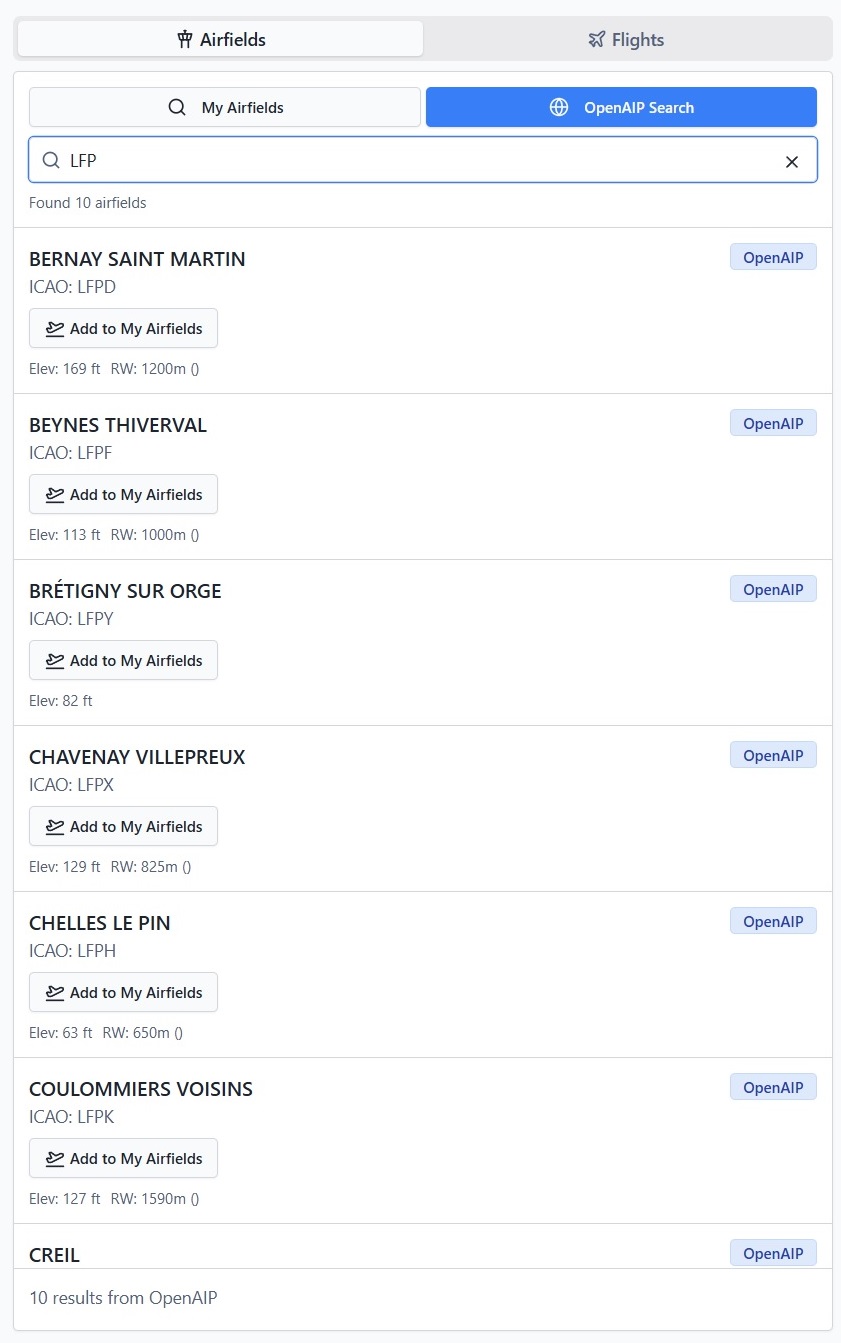 Airfields Flights
My Airfields OpenAIP Search
LFP
Found 10 airfields
BERNAY SAINT MARTIN OpenAIP
ICAO: LFPD
Add to My Airfields
Elev: 169 ft RW: 1200m ()
BEYNES THIVERVAL OpenAIP
ICAO: LFPF
Add to My Airfields
Elev: 113 ft RW: 1000m ()
BRÉTIGNY SUR ORGE OpenAIP
ICAO: LFPY
Add to My Airfields
Elev: 82 ft
CHAVENAY VILLEPREUX OpenAIP
ICAO: LFPX
Add to My Airfields
Elev: 129 ft RW: 825m ()
CHELLES LE PIN OpenAIP
ICAO: LFPH
Add to My Airfields
Elev: 63 ft RW: 650m ()
COULOMMIERS VOISINS OpenAIP
ICAO: LFPK
Add to My Airfields
Elev: 127 ft RW: 1590m ()
CREIL OpenAIP
10 results from OpenAIP